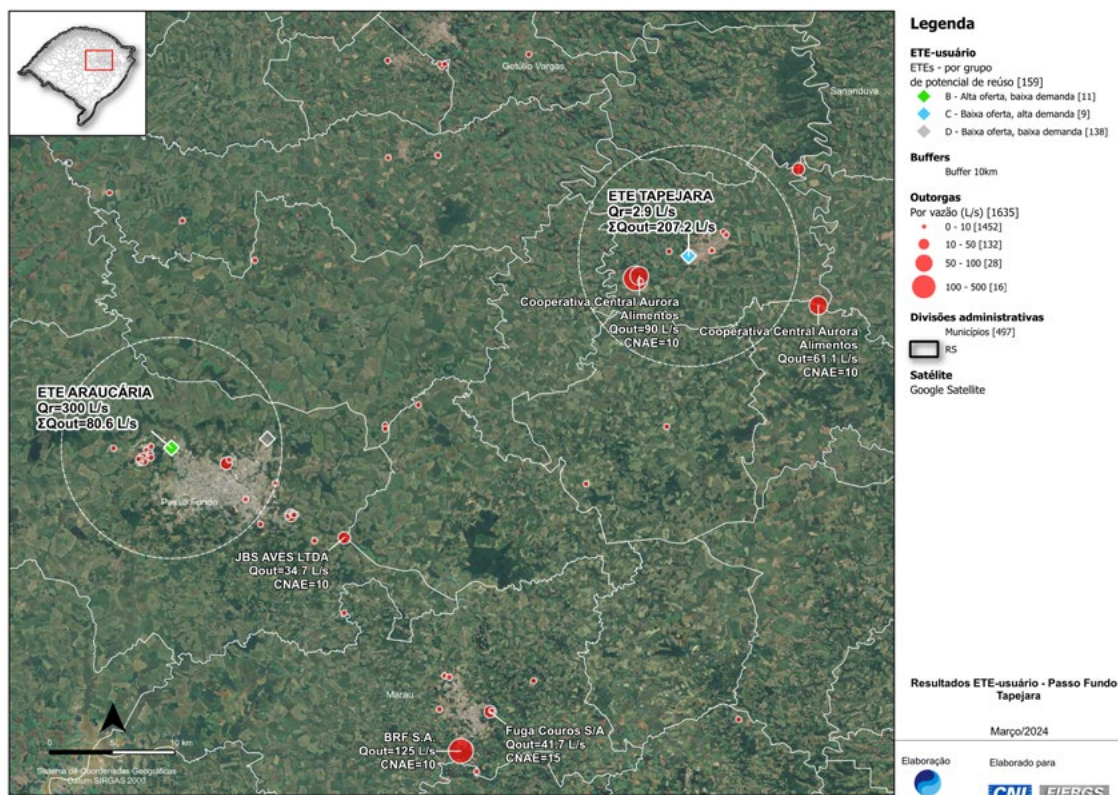 Getúlio Vargas
Sananduva
ETE TAPEJARA
Qr=2.9 L/s
ΣQout=207.2 L/s
Cooperativa Central Aurora
Alimentos
Qout=90 L/s
CNAE=10
Cooperativa Central Aurora
Alimentos
Qout=61.1 L/s
CNAE=10
ETE ARAUCÁRIA
Qr=300 L/s
ΣQout=80.6 L/s
Passo Fundo
JBS AVES LTDA
Qout=34.7 L/s
CNAE=10
Marau
BRF S.A.
Qout=125 L/s
CNAE=10
Fuga Couros S/A
Qout=41.7 L/s
CNAE=15
0 10 km
Sistema de Coordenadas Geográficas
Datum SIRGAS 2000
Legenda
ETE-usuário
ETEs - por grupo
de potencial de reúso [159]
B - Alta oferta, baixa demanda [11]
C - Baixa oferta, alta demanda [9]
D - Baixa oferta, baixa demanda [138]
Buffers
Buffer 10km
Outorgas
Por vazão (L/s) [1635]
0 - 10 [1452]
10 - 50 [132]
50 - 100 [28]
100 - 500 [16]
Divisões administrativas
Municípios [497]
RS
Satélite
Google Satellite
Resultados ETE-usuário - Passo Fundo
Tapejara
Março/2024
Elaboração
Elaborado para
CNI FIERGS